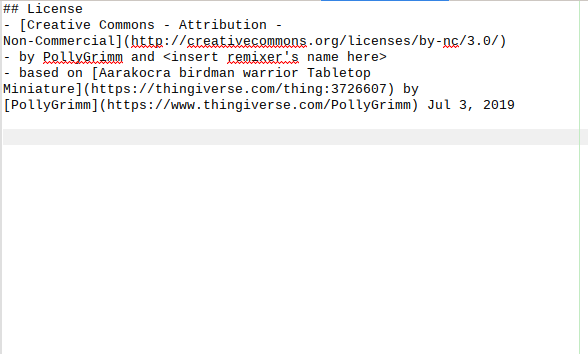 ## License
- [Creative Commons - Attribution -
Non-Commercial](http://creativecommons.org/licenses/by-nc/3.0/)
- by PollyGrimm and <insert remixer's name here>
- based on [Aarakocra birdman warrior Tabletop
Miniature](https://thingiverse.com/thing:3726607) by
[PollyGrimm](https://www.thingiverse.com/PollyGrimm) Jul 3, 2019